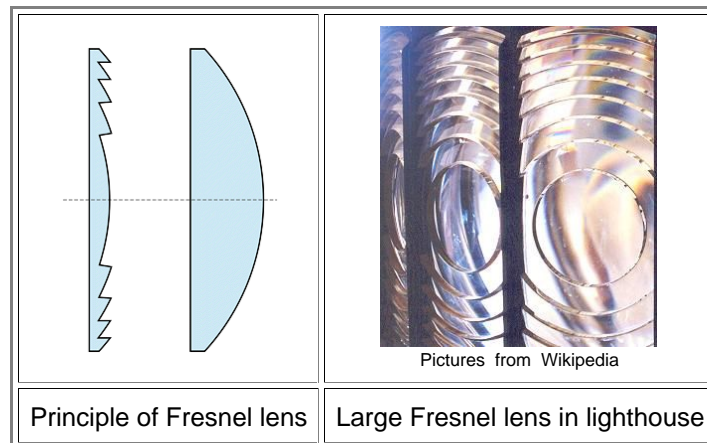 Pictures from Wikipedia
Principle of Fresnel lens
Large Fresnel lens in lighthouse